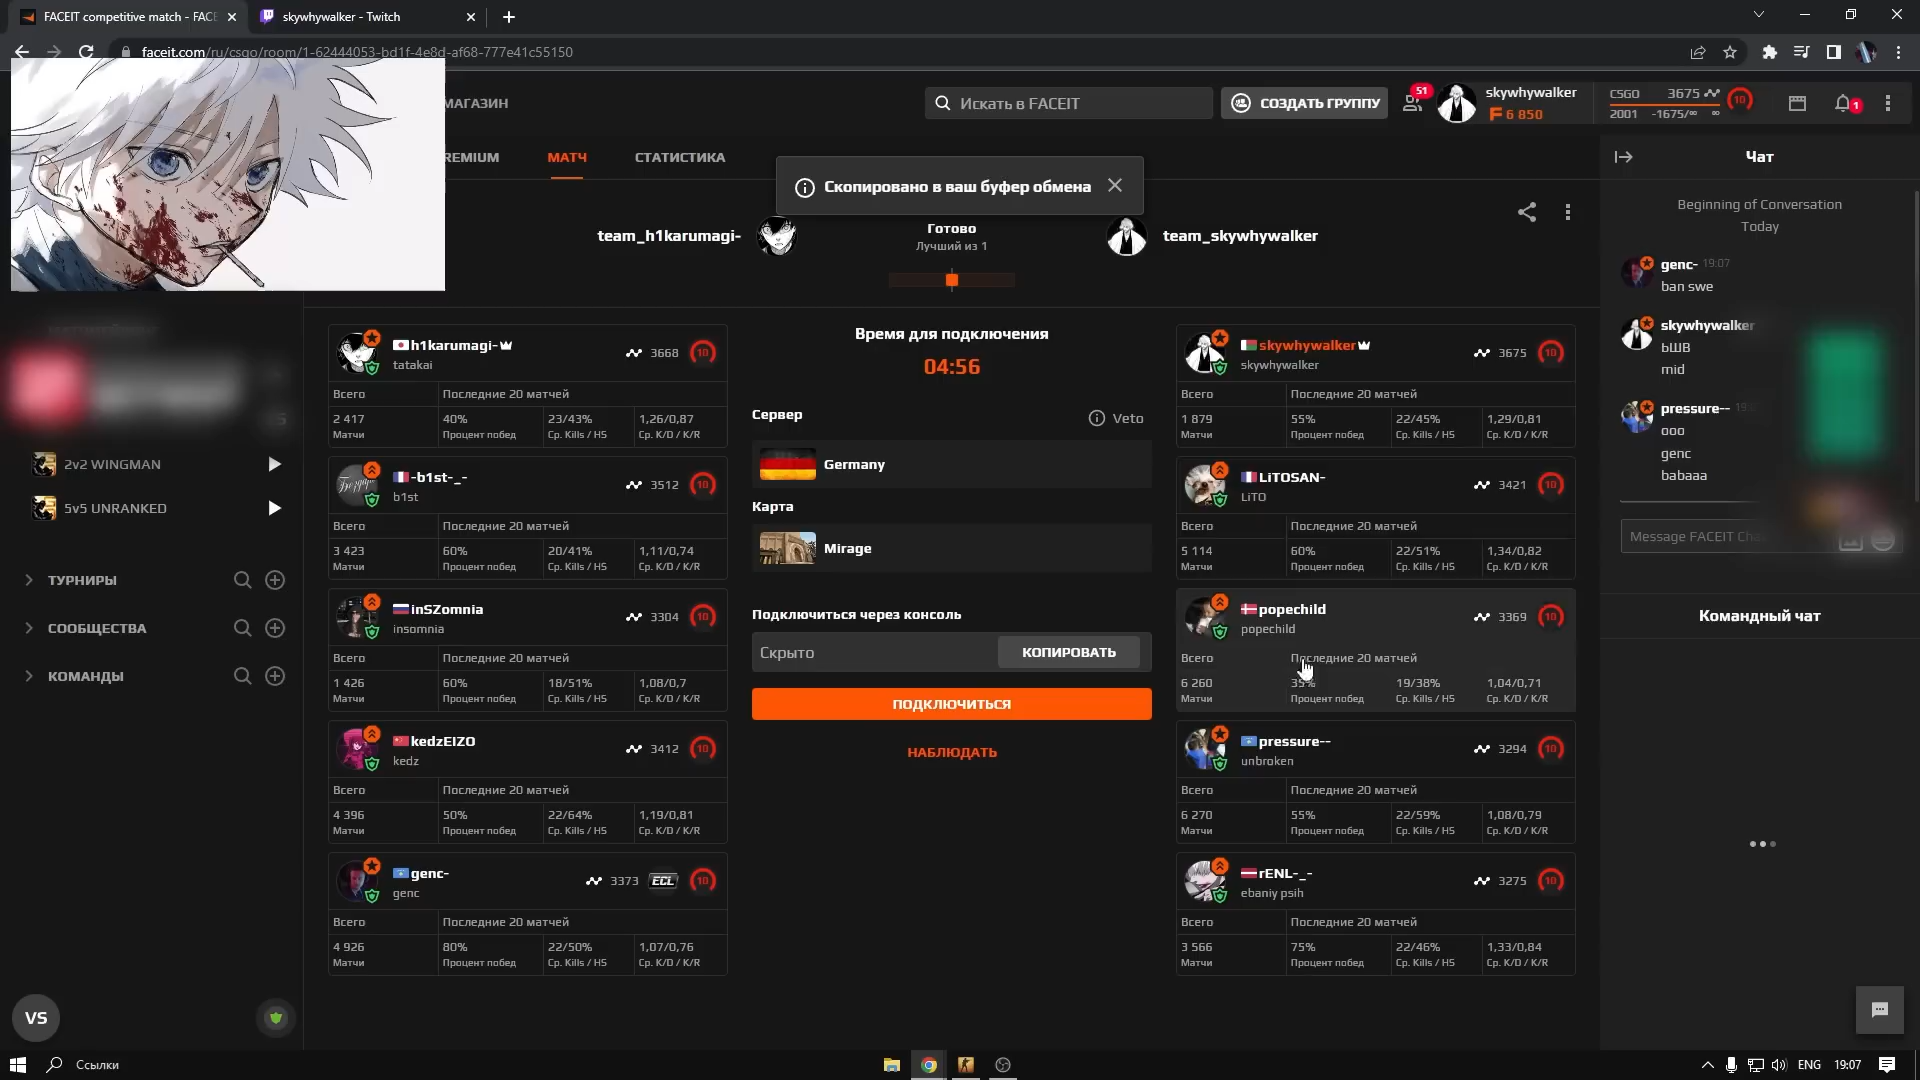 FACEIT competitive match - FACE
skywhywalker - Twitch
faceit.com/ru/csgo/room/1-62444053-bd1f-4e8d-af68-777e41c55150
МАГАЗИН
Искать в FACEIT
СОЗДАТЬ ГРУППУ
51
skywhywalker
6 850
CSGO 3675
2001 -1675/∞ ∞
10
1
REMIUM
МАТЧ
СТАТИСТИКА
Скопировано в ваш буфер обмена
team_h1karumagi-
Готово
Лучший из 1
team_skywhywalker
2v2 WINGMAN
5v5 UNRANKED
ТУРНИРЫ
СООБЩЕСТВА
КОМАНДЫ
VS
h1karumagi-
tatakai
3668
10
Всего
Последние 20 матчей
2 417
40%
23/43%
1,26/0,87
Матчи
Процент побед
Ср. Kills / HS
Ср. K/D / K/R
-b1st-_-
b1st
3512
10
Всего
Последние 20 матчей
3 423
60%
20/41%
1,11/0,74
Матчи
Процент побед
Ср. Kills / HS
Ср. K/D / K/R
inSZomnia
insomnia
3304
10
Всего
Последние 20 матчей
1 426
60%
18/51%
1,08/0,7
Матчи
Процент побед
Ср. Kills / HS
Ср. K/D / K/R
kedzEIZO
kedz
3412
10
Всего
Последние 20 матчей
4 396
50%
22/64%
1,19/0,81
Матчи
Процент побед
Ср. Kills / HS
Ср. K/D / K/R
genc-
genc
3373
ECL
10
Всего
Последние 20 матчей
4 926
80%
22/50%
1,07/0,76
Матчи
Процент побед
Ср. Kills / HS
Ср. K/D / K/R
Время для подключения
04:56
Сервер
Veto
Germany
Карта
Mirage
Подключиться через консоль
Скрыто
КОПИРОВАТЬ
ПОДКЛЮЧИТЬСЯ
НАБЛЮДАТЬ
skywhywalker
skywhywalker
3675
10
Всего
Последние 20 матчей
1 879
55%
22/45%
1,29/0,81
Матчи
Процент побед
Ср. Kills / HS
Ср. K/D / K/R
LiTOSAN-
LiTO
3421
10
Всего
Последние 20 матчей
5 114
60%
22/51%
1,34/0,82
Матчи
Процент побед
Ср. Kills / HS
Ср. K/D / K/R
popechild
popechild
3369
10
Всего
Последние 20 матчей
6 260
35%
19/38%
1,04/0,71
Матчи
Процент побед
Ср. Kills / HS
Ср. K/D / K/R
pressure--
unbroken
3294
10
Всего
Последние 20 матчей
6 270
55%
22/59%
1,08/0,79
Матчи
Процент побед
Ср. Kills / HS
Ср. K/D / K/R
rENL-_-
ebaniy psih
3275
10
Всего
Последние 20 матчей
3 566
75%
22/46%
1,33/0,84
Матчи
Процент побед
Ср. Kills / HS
Ср. K/D / K/R
Чат
Beginning of Conversation
Today
genc- 19:07
ban swe
skywhywalker
ьШВ
mid
pressure--
ooo
genc
babaaa
Message FACEIT
Командный чат
Ссылки
ENG
19:07